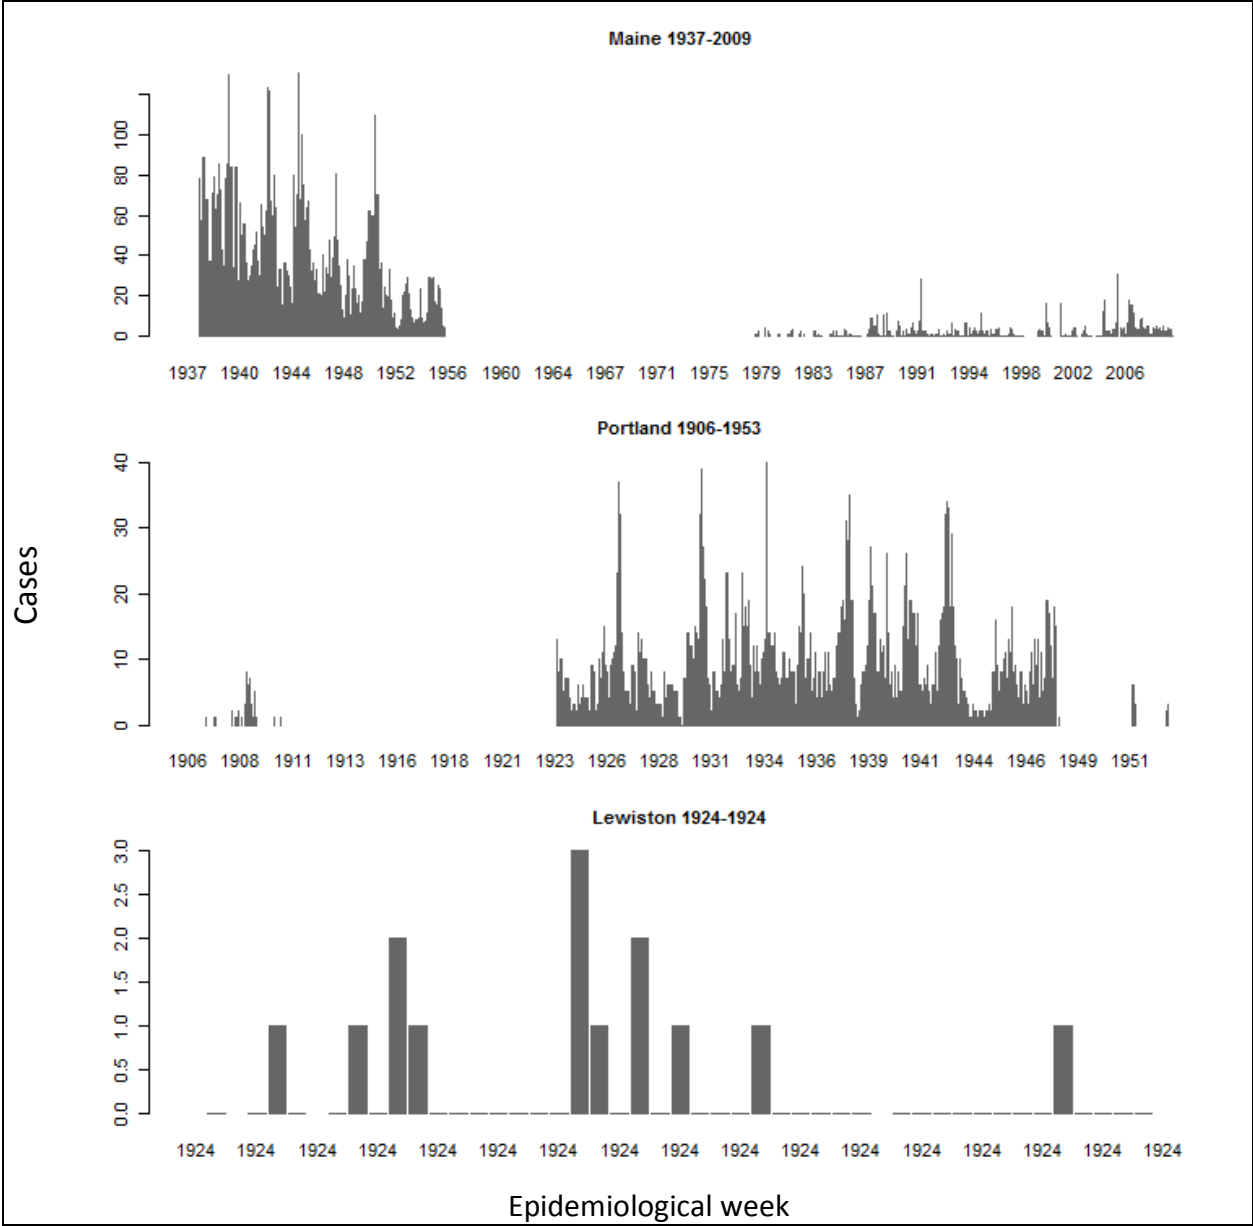 Maine 1937-2009
0 20 40 60 80 100
1937 1940 1944 1948 1952 1956 1960 1964 1967 1971 1975 1979 1983 1987 1991 1994 1998 2002 2006
Portland 1906-1953
0 10 20 30 40
1906 1908 1911 1913 1916 1918 1921 1923 1926 1928 1931 1934 1936 1939 1941 1944 1946 1949 1951
Cases
Lewiston 1924-1924
0.0 0.5 1.0 1.5 2.0 2.5 3.0
1924 1924 1924 1924 1924 1924 1924 1924 1924 1924 1924 1924 1924 1924 1924 1924 1924
Epidemiological week